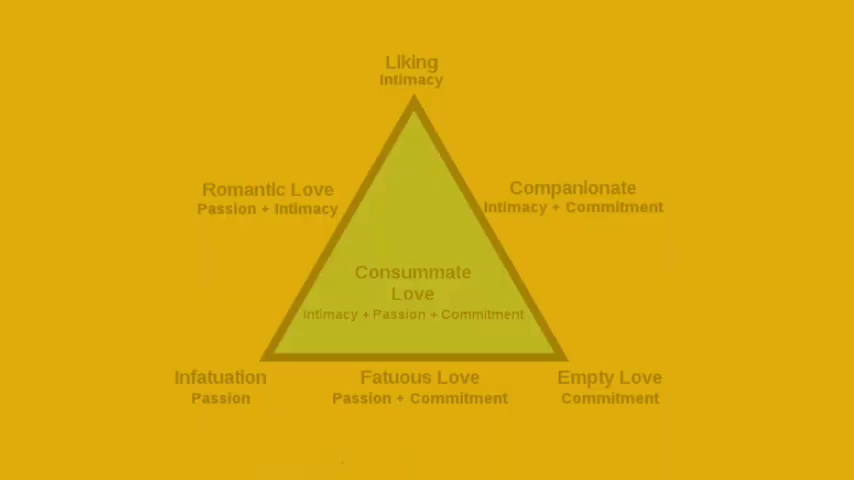 Liking
Intimacy
Romantic Love
Passion + Intimacy
Companionate
Intimacy + Commitment
Consummate
Love
Intimacy + Passion + Commitment
Infatuation
Passion
Fatuous Love
Passion + Commitment
Empty Love
Commitment